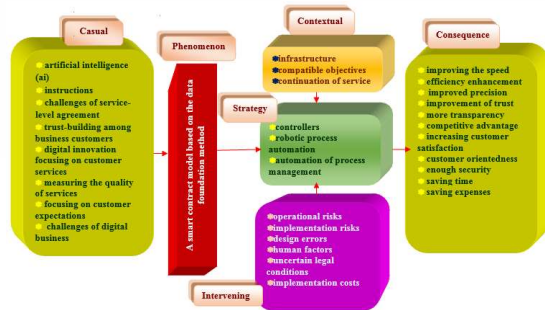 Casual
artificial intelligence
(ai)
instructions
challenges of service-
level agreement
trust-building among
business customers
digital innovation
focusing on customer
services
measuring the quality
of services
focusing on customer
expectations
challenges of digital
business
Phenomenon
A smart contract model based on the data
foundation method
Contextual
infrastructure
compatible objectives
continuation of service
Strategy
controllers
robotic process
automation
automation of process
management
operational risks
implementation risks
design errors
human factors
uncertain legal
conditions
implementation costs
Intervening
Consequence
improving the speed
efficiency enhancement
improved precision
improvement of trust
more transparency
competitive advantage
increasing customer
satisfaction
customer orientedness
enough security
saving time
saving expenses